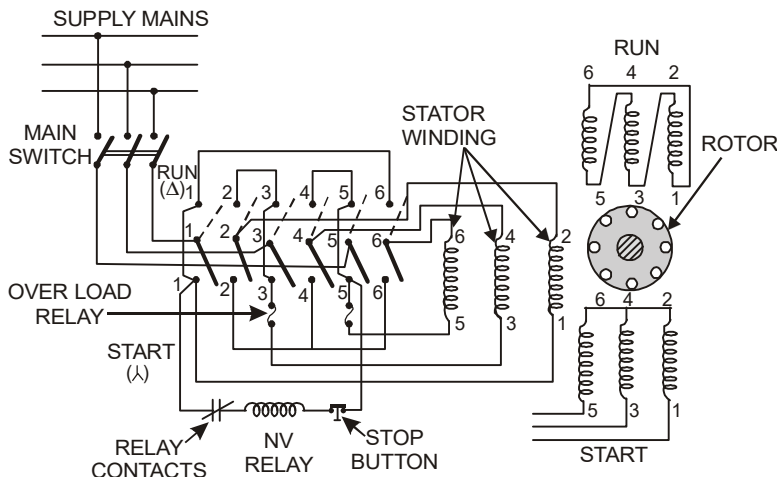 SUPPLY MAINS
RUN
6 4 2
5 3 1
MAIN
SWITCH
STATOR
WINDING
ROTOR
RUN
(Δ)
1 2 3 4 5 6
1 2 3 4 5 6
1 2 3 4 5 6
6 4 2
5 3 1
OVER LOAD
RELAY
START
(⅄)
6 4 2
5 3 1
START
RELAY
CONTACTS
NV
RELAY
STOP
BUTTON